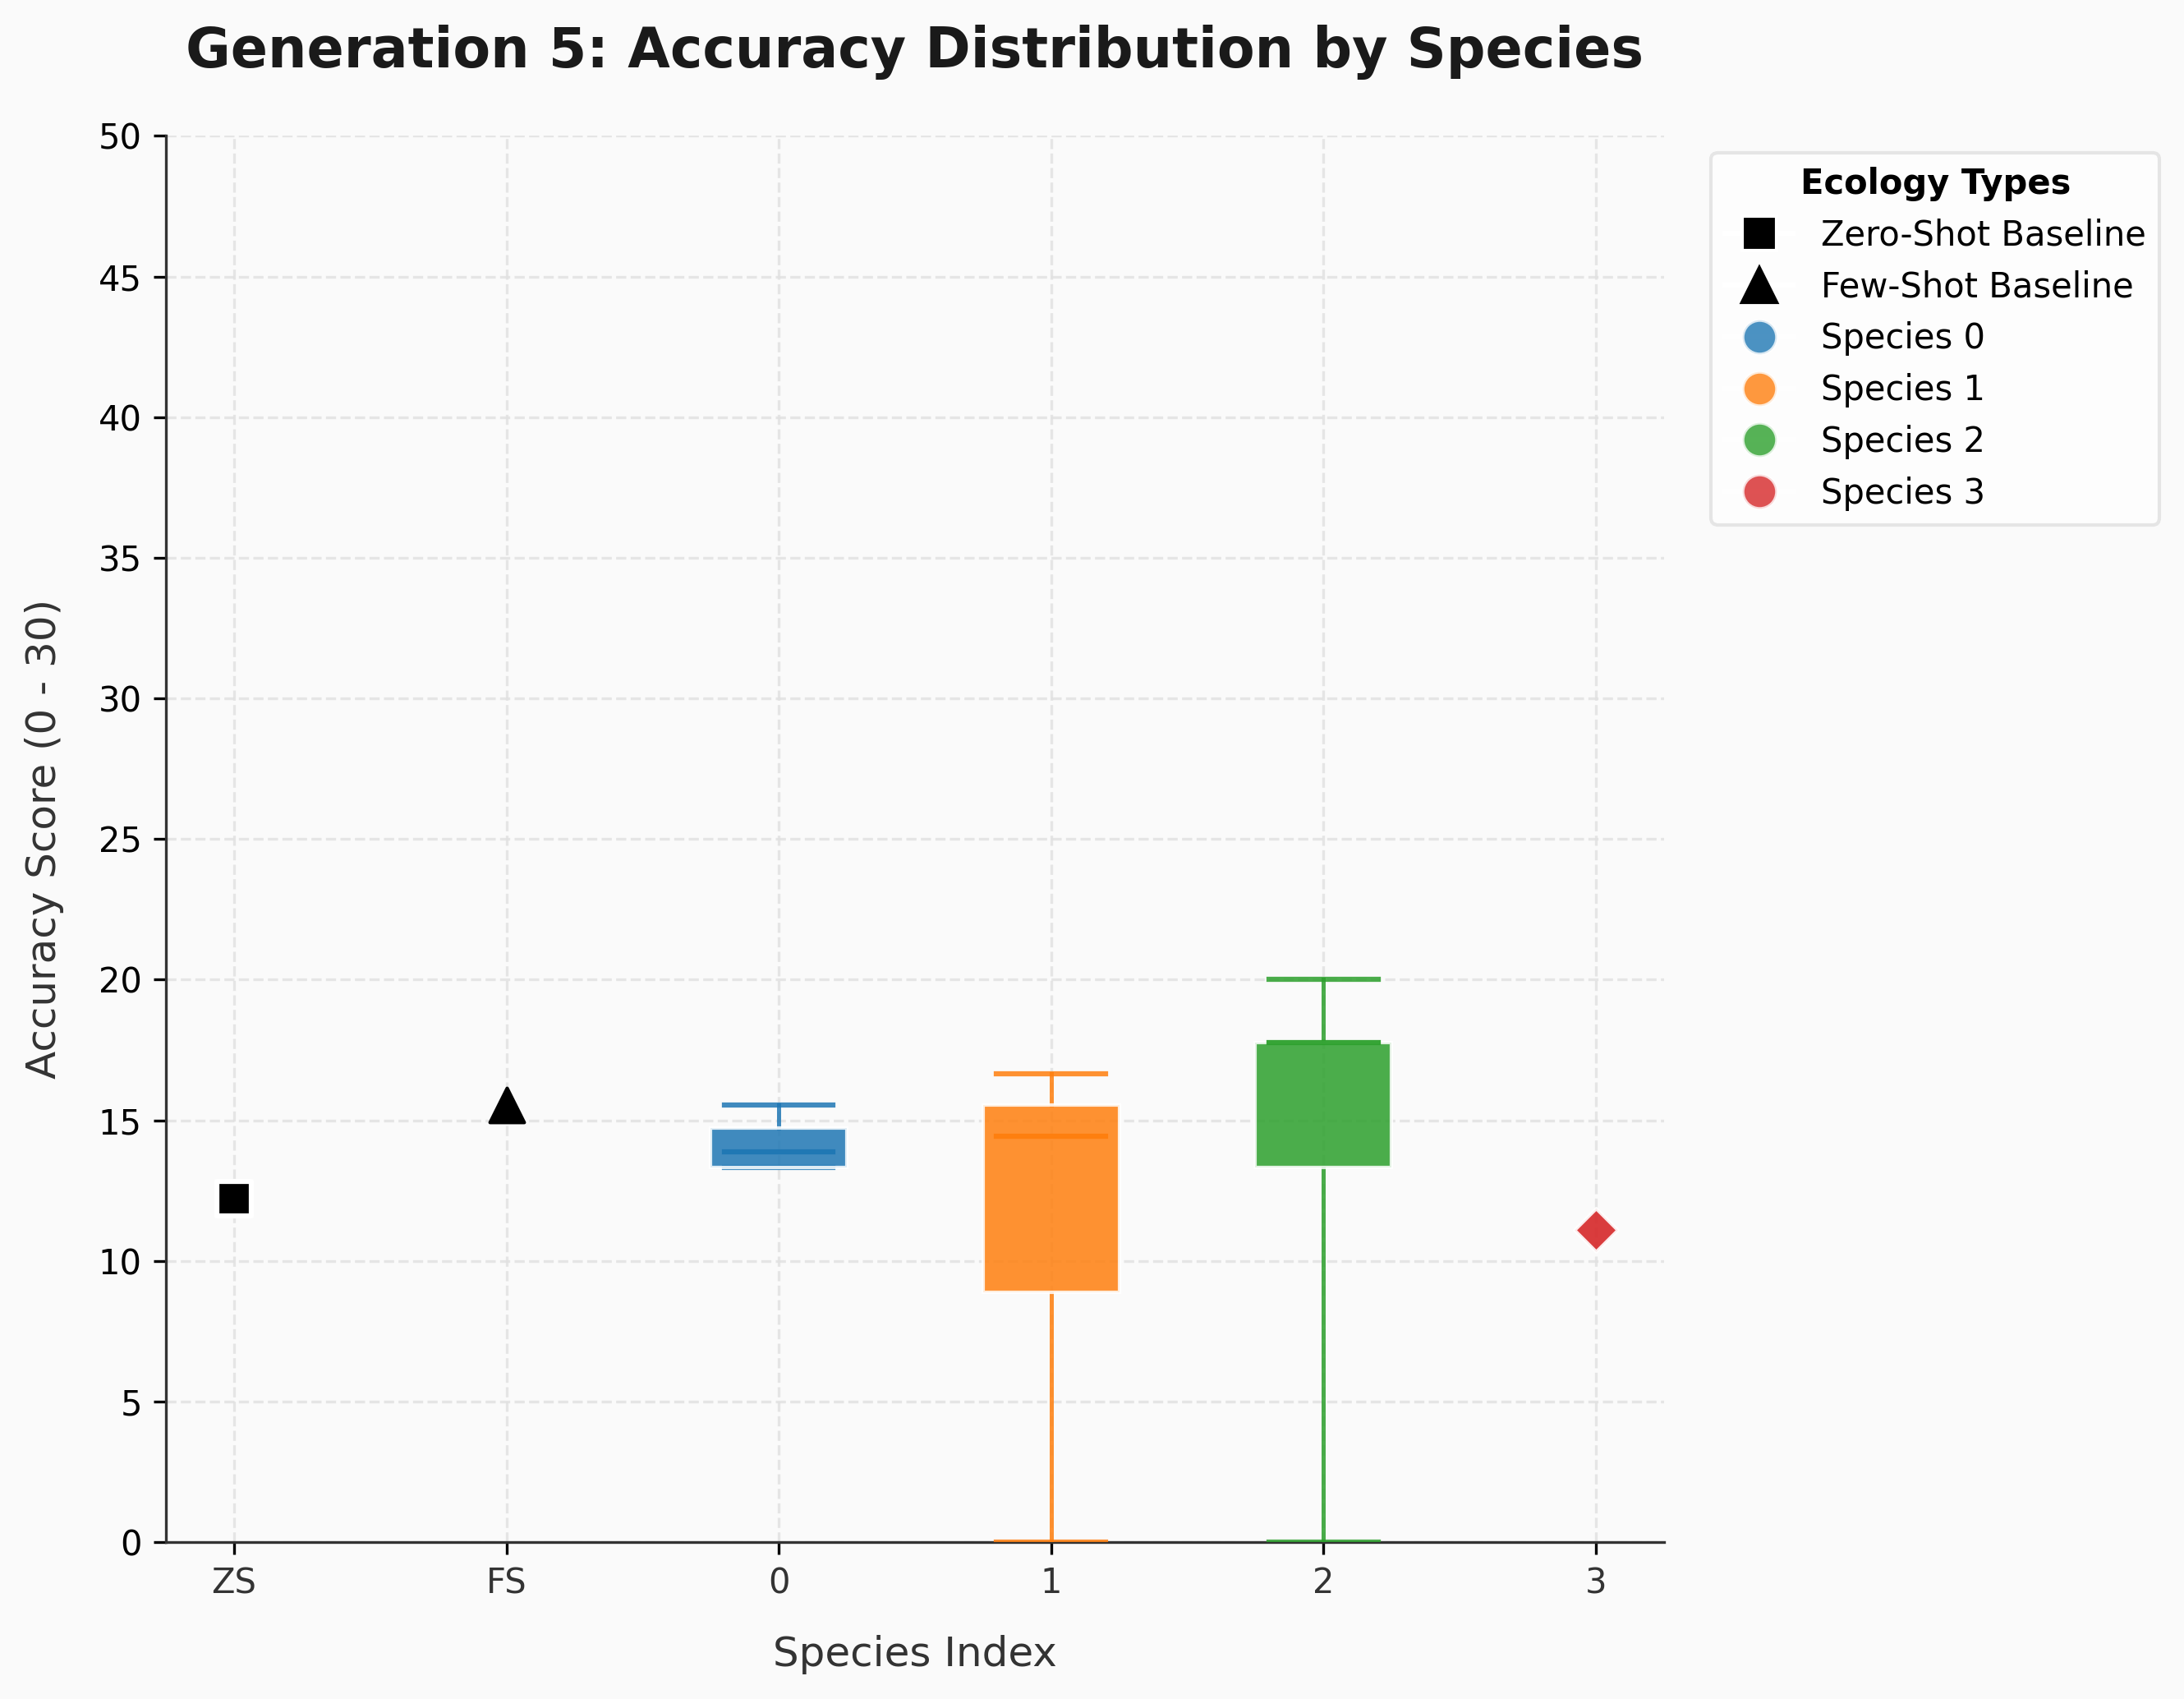 Generation 5: Accuracy Distribution by Species
Accuracy Score (0 - 30)
50
45
40
35
30
25
20
15
10
5
0
ZS
FS
0
1
2
3
Species Index
Ecology Types
Zero-Shot Baseline
Few-Shot Baseline
Species 0
Species 1
Species 2
Species 3